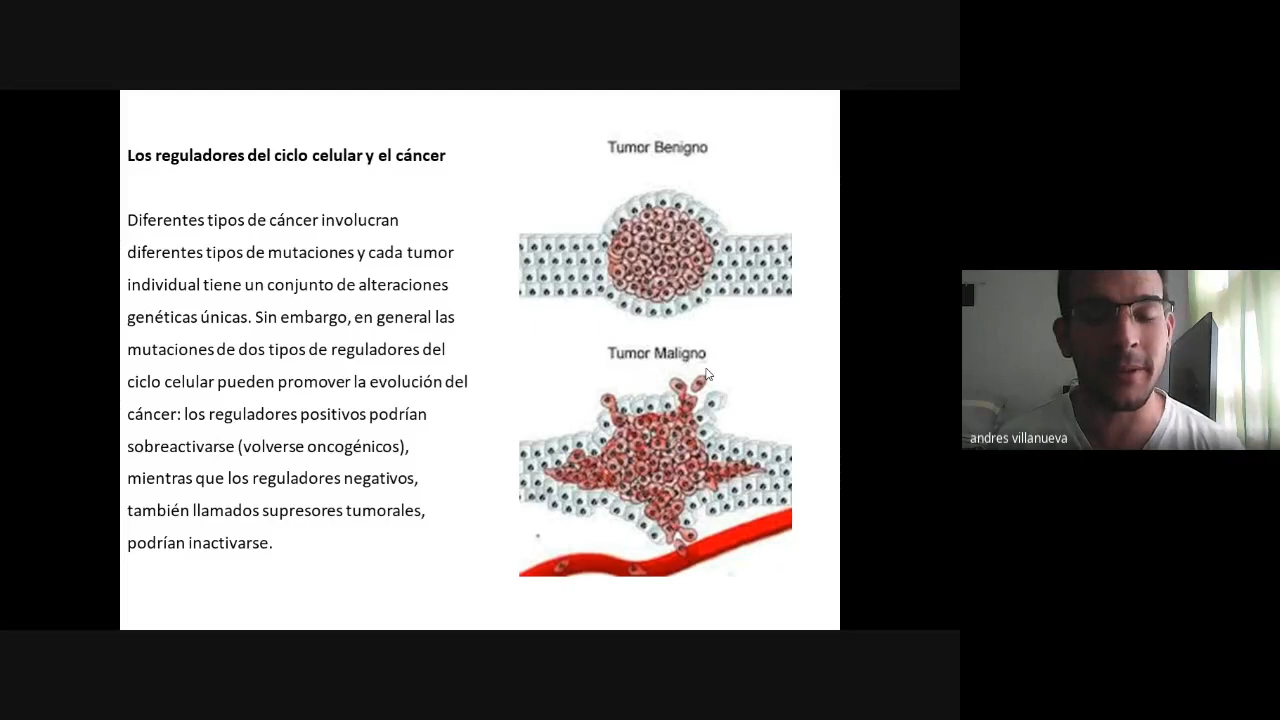 Los reguladores del ciclo celular y el cáncer
Diferentes tipos de cáncer involucran
diferentes tipos de mutaciones y cada tumor
individual tiene un conjunto de alteraciones
genéticas únicas. Sin embargo, en general las
mutaciones de dos tipos de reguladores del
ciclo celular pueden promover la evolución del
cáncer: los reguladores positivos podrían
sobreactivarse (volverse oncogénicos),
mientras que los reguladores negativos,
también llamados supresores tumorales,
podrían inactivarse.
Tumor Benigno
Tumor Maligno
andres villanueva